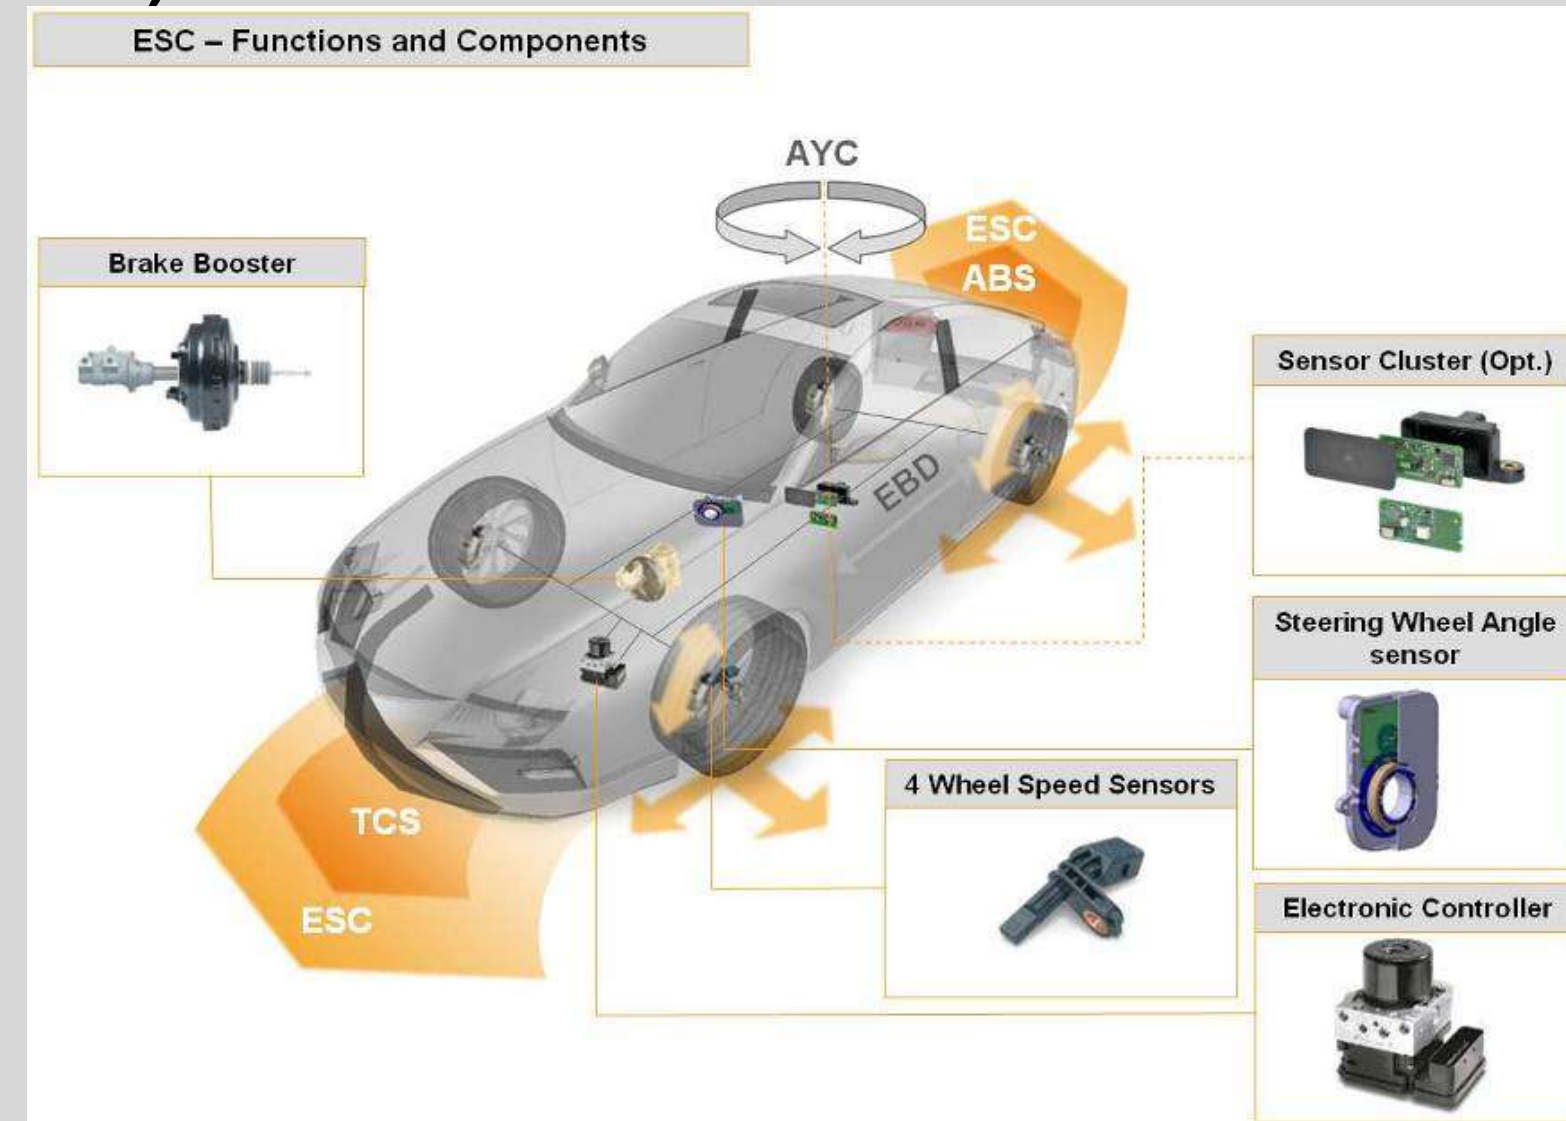 ESC – Functions and Components
AYC
ESC
ABS
Brake Booster
Sensor Cluster (Opt.)
EBD
Steering Wheel Angle
sensor
4 Wheel Speed Sensors
TCS
ESC
Electronic Controller